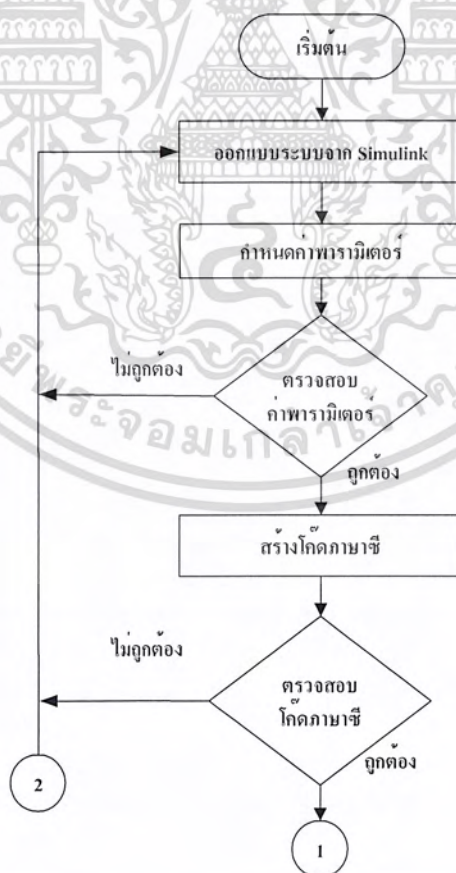 เริ่มต้น
ออกแบบระบบจาก Simulink
กำหนดค่าพารามิเตอร์
ไม่ถูกต้อง
ตรวจสอบ
ค่าพารามิเตอร์
ถูกต้อง
สร้างโค๊ดภาษาซี
ไม่ถูกต้อง
ตรวจสอบ
โค๊ดภาษาซี
ถูกต้อง
2
1